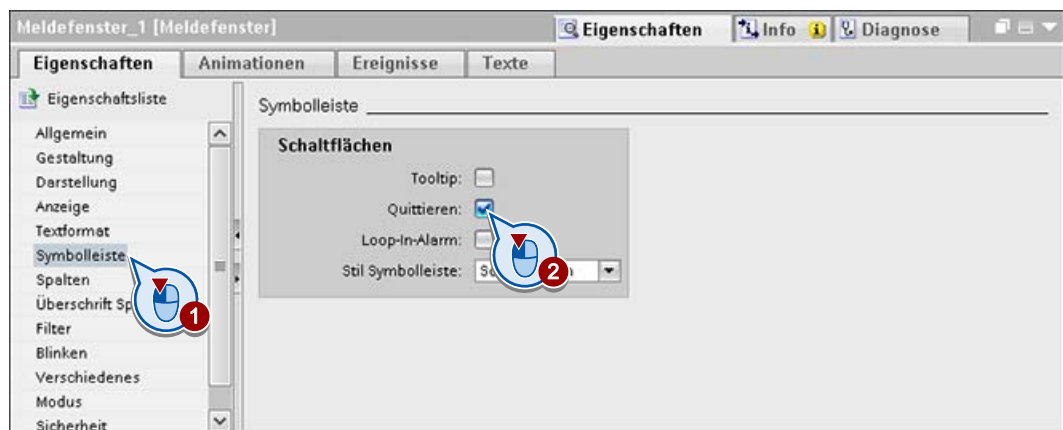 Meldefenster_1 [Meldefenster]
Eigenschaften
Info
Diagnose
Eigenschaften
Animationen
Ereignisse
Texte
Eigenschaftsliste
Allgemein
Gestaltung
Darstellung
Anzeige
Textformat
Symbolleiste
Spalten
Überschrift
Filter
Blinken
Verschiedenes
Modus
Sicherheit
Symbolleiste
Schaltflächen
Tooltip:
Quittieren:
Loop-In-Alarm:
Stil Symbolleiste:
1
2